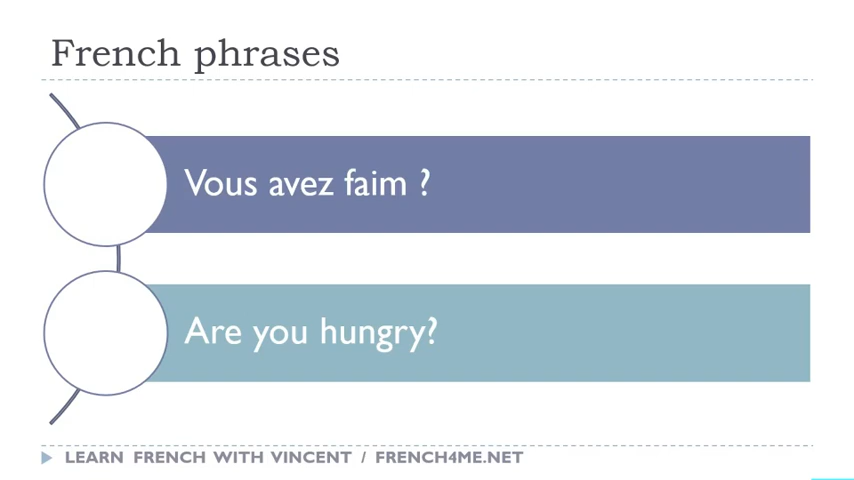 French phrases
Vous avez faim ?
Are you hungry?
LEARN FRENCH WITH VINCENT / FRENCH4ME.NET